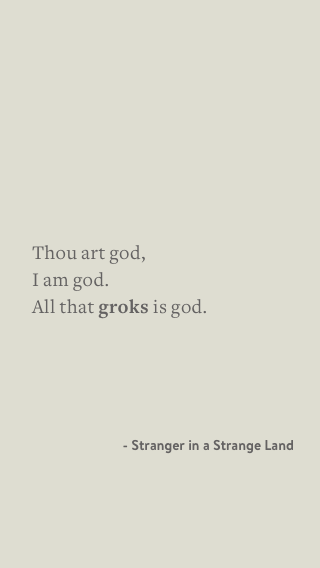 Thou art god,
I am god.
All that groks is god.
- Stranger in a Strange Land